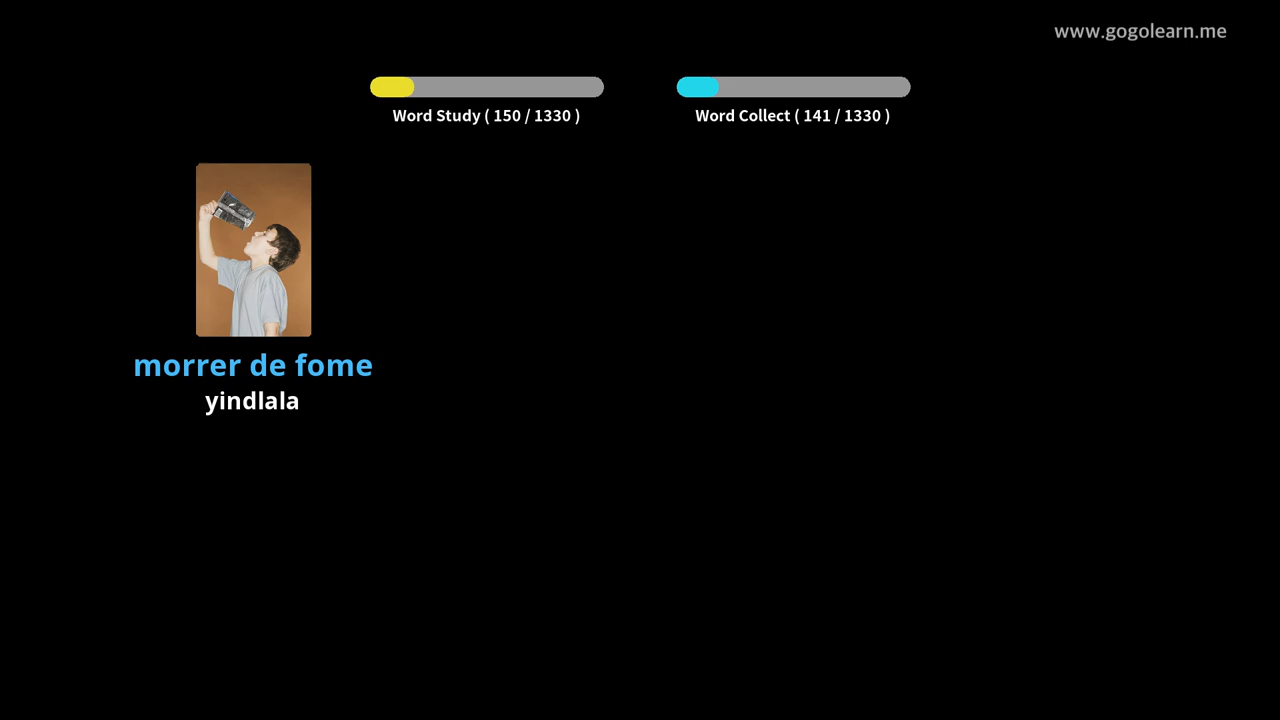 www.gogolearn.me
Word Study ( 150 / 1330 )
Word Collect ( 141 / 1330 )
morrer de fome
yindlala